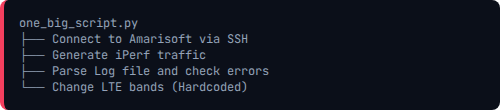 one_big_script.py
├── Connect to Amarisoft via SSH
├── Generate iPerf traffic
├── Parse Log file and check errors
└── Change LTE bands (Hardcoded)